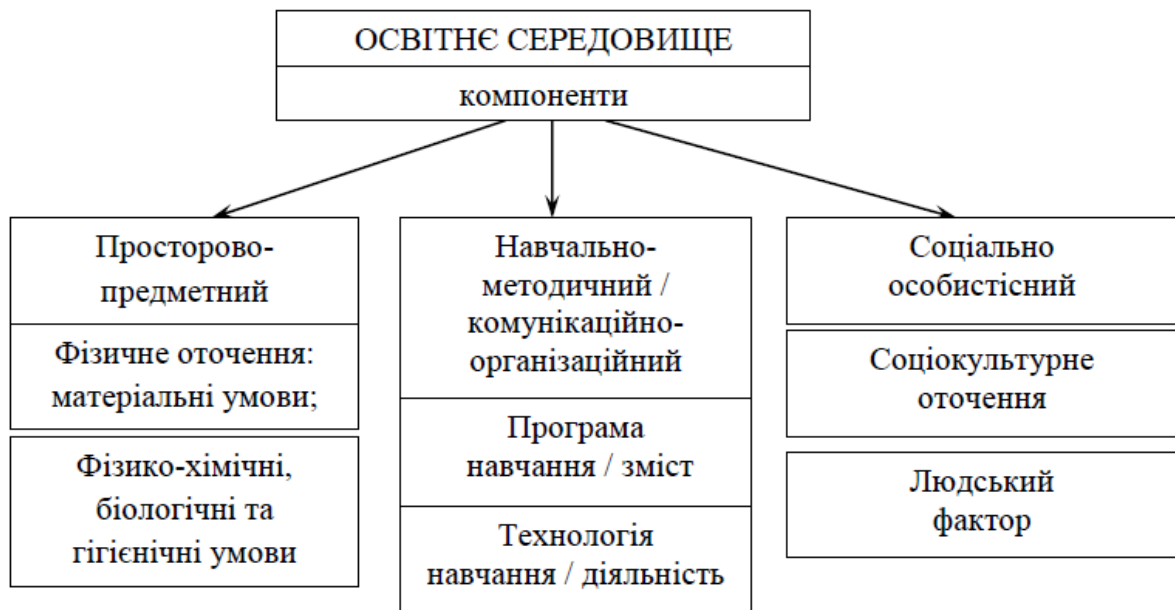 ОСВІТНЄ СЕРЕДОВИЩЕ
компоненти
Просторово-
предметний
Фізичне оточення:
матеріальні умови;
Фізико-хімічні,
біологічні та
гігієнічні умови
Навчально-
методичний /
комунікаційно-
організаційний
Програма
навчання / зміст
Технологія
навчання / діяльність
Соціально
особистісний
Соціокультурне
оточення
Людський
фактор